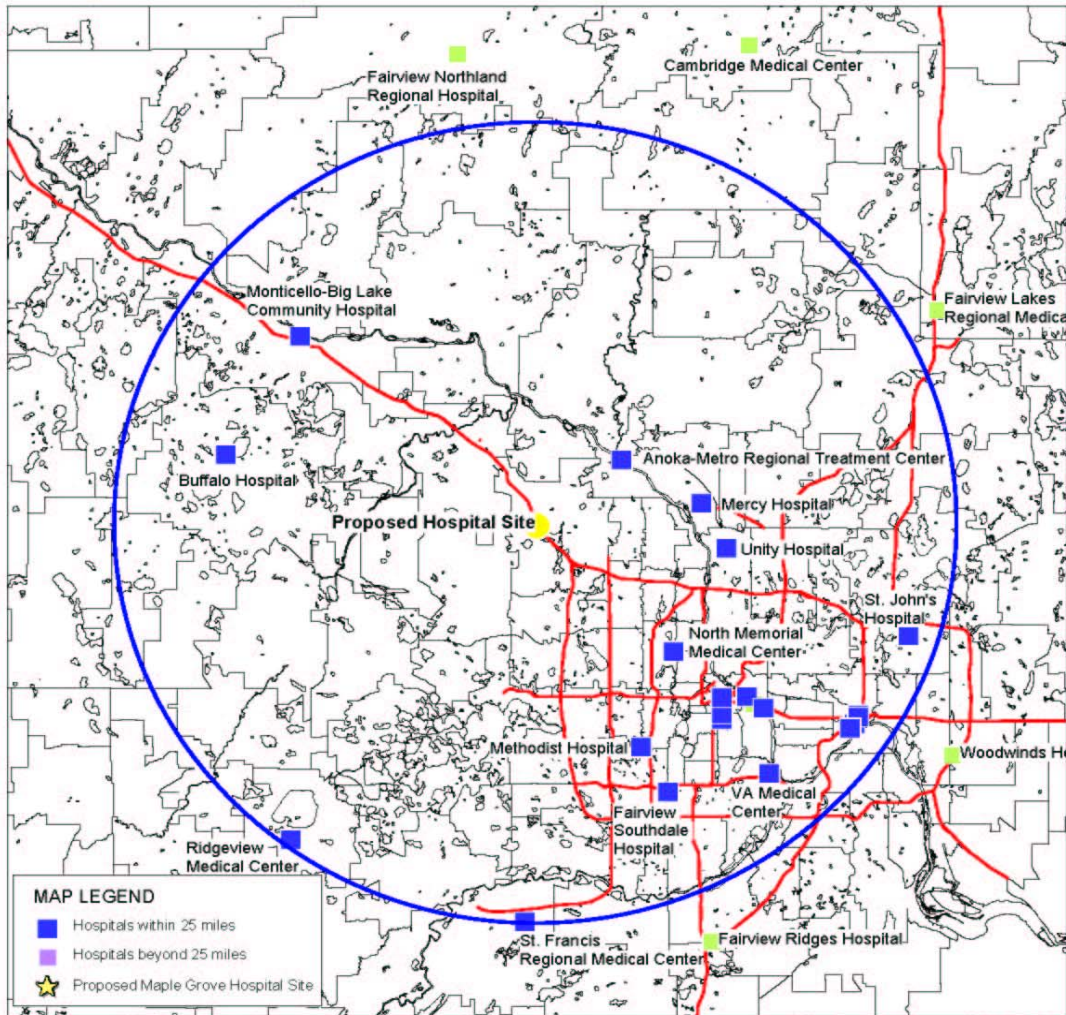 Fairview Northland
Regional Hospital
Cambridge Medical Center
Monticello-Big Lake
Community Hospital
Fairview Lakes
Regional Medica
Buffalo Hospital
Anoka-Metro Regional Treatment Center
Mercy Hospital
Proposed Hospital Site
Unity Hospital
St. John's
Hospital
North Memorial
Medical Center
Methodist Hospital
Woodwinds He
VA Medical
Center
Fairview
Southdale
Hospital
Ridgeview
Medical Center
St. Francis
Regional Medical Center
Fairview Ridges Hospital
MAP LEGEND
Hospitals within 25 miles
Hospitals beyond 25 miles
Proposed Maple Grove Hospital Site